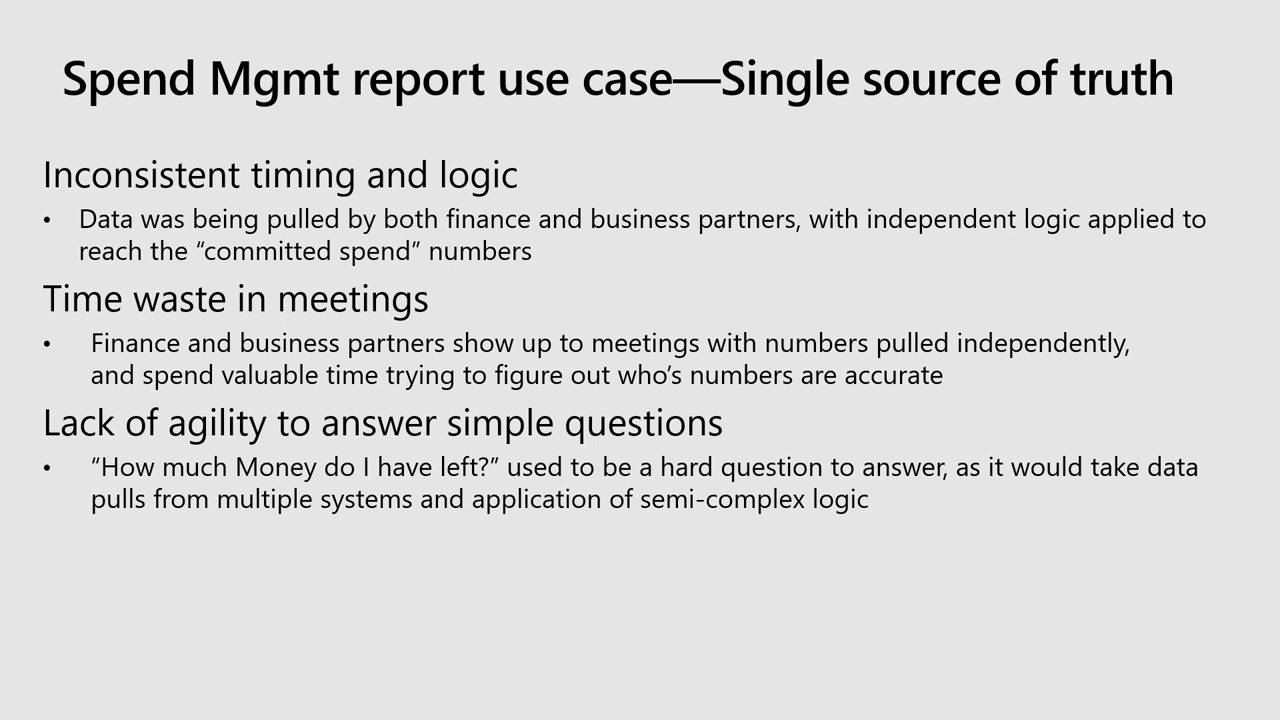 Spend Mgmt report use case—Single source of truth
Inconsistent timing and logic
• Data was being pulled by both finance and business partners, with independent logic applied to
reach the “committed spend” numbers
Time waste in meetings
• Finance and business partners show up to meetings with numbers pulled independently,
and spend valuable time trying to figure out who’s numbers are accurate
Lack of agility to answer simple questions
• “How much Money do I have left?” used to be a hard question to answer, as it would take data
pulls from multiple systems and application of semi-complex logic